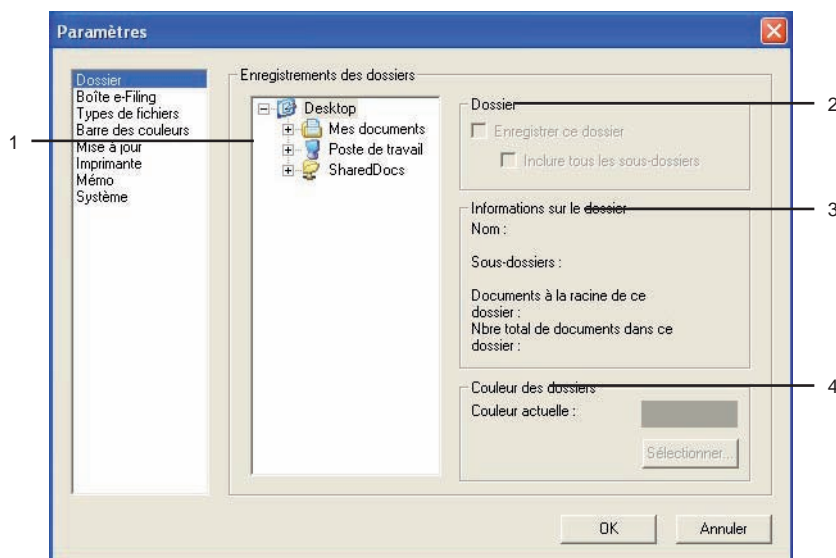 Paramètres
Dossier
Boîte e-Filing
Types de fichiers
Barre des couleurs
Mise à jour
Imprimante
Mémo
Système
Enregistrements des dossiers
Desktop
Mes documents
Poste de travail
SharedDocs
1
Dossier
2
Enregistrer ce dossier
Inclure tous les sous-dossiers
Informations sur le dossier
3
Nom :
Sous-dossiers :
Documents à la racine de ce
dossier :
Nbre total de documents dans ce
dossier :
Couleur des dossiers
4
Couleur actuelle :
Sélectionner...
OK
Annuler